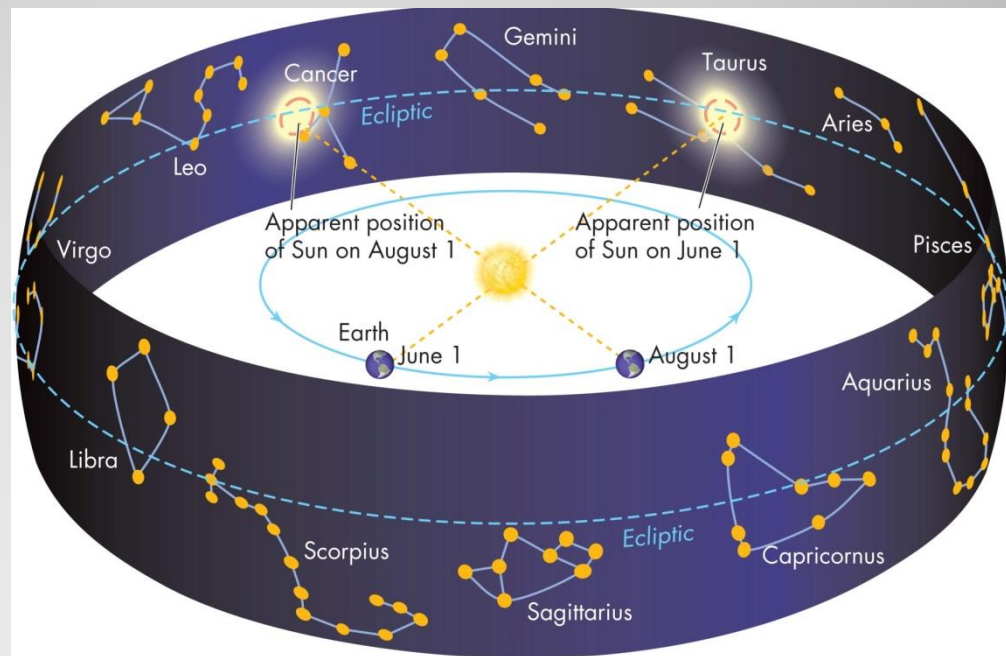 Gemini
Cancer
Taurus
Ecliptic
Aries
Leo
Apparent position
of Sun on August 1
Apparent position
of Sun on June 1
Virgo
Pisces
Earth
June 1
August 1
Aquarius
Libra
Ecliptic
Scorpius
Capricornus
Sagittarius